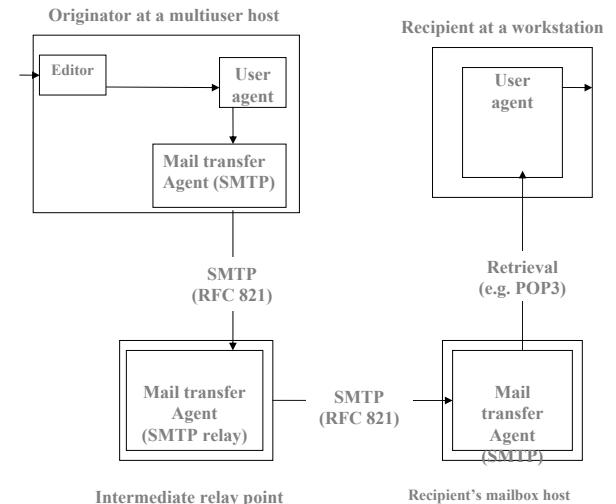 Originator at a multiuser host
Recipient at a workstation
Editor
User
agent
User
agent
Mail transfer
Agent (SMTP)
SMTP
(RFC 821)
Retrieval
(e.g. POP3)
Mail transfer
Agent
(SMTP relay)
SMTP
(RFC 821)
Mail
transfer
Agent
(SMTP)
Intermediate relay point
Recipient's mailbox host